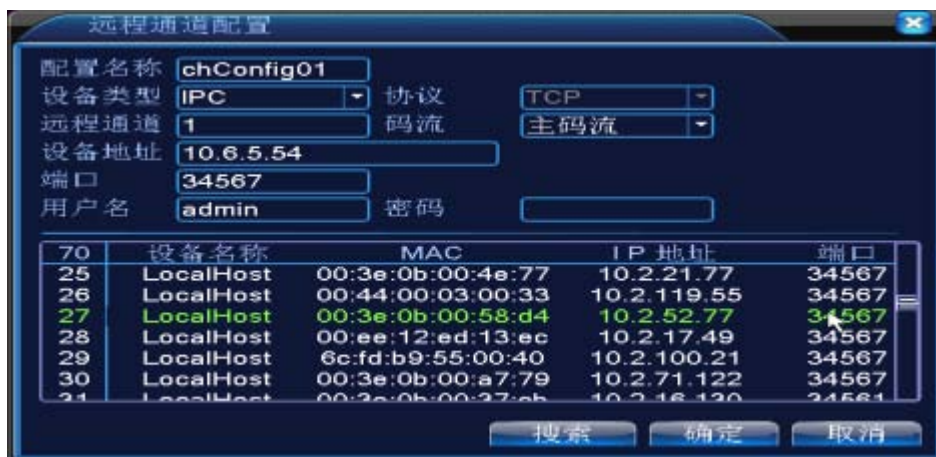 远程通道配置
配置名称 chConfig01
设备类型 IPC 协议 TCP
远程通道 1 码流 主码流
设备地址 10.6.5.54
端口 34567
用户名 admin 密码
70 设备名称 MAC IP 地址 端口
25 LocalHost 00:3e:0b:00:4e:77 10.2.21.77 34567
26 LocalHost 00:44:00:03:00:33 10.2.119.55 34567
27 LocalHost 00:3e:0b:00:58:d4 10.2.52.77 34567
28 LocalHost 00:ee:12:ed:13:ec 10.2.17.49 34567
29 LocalHost 6c:fd:b9:55:00:40 10.2.100.21 34567
30 LocalHost 00:3e:0b:00:a7:79 10.2.71.122 34567
31 LocalHost 10.2.16.130
搜索 确定 取消